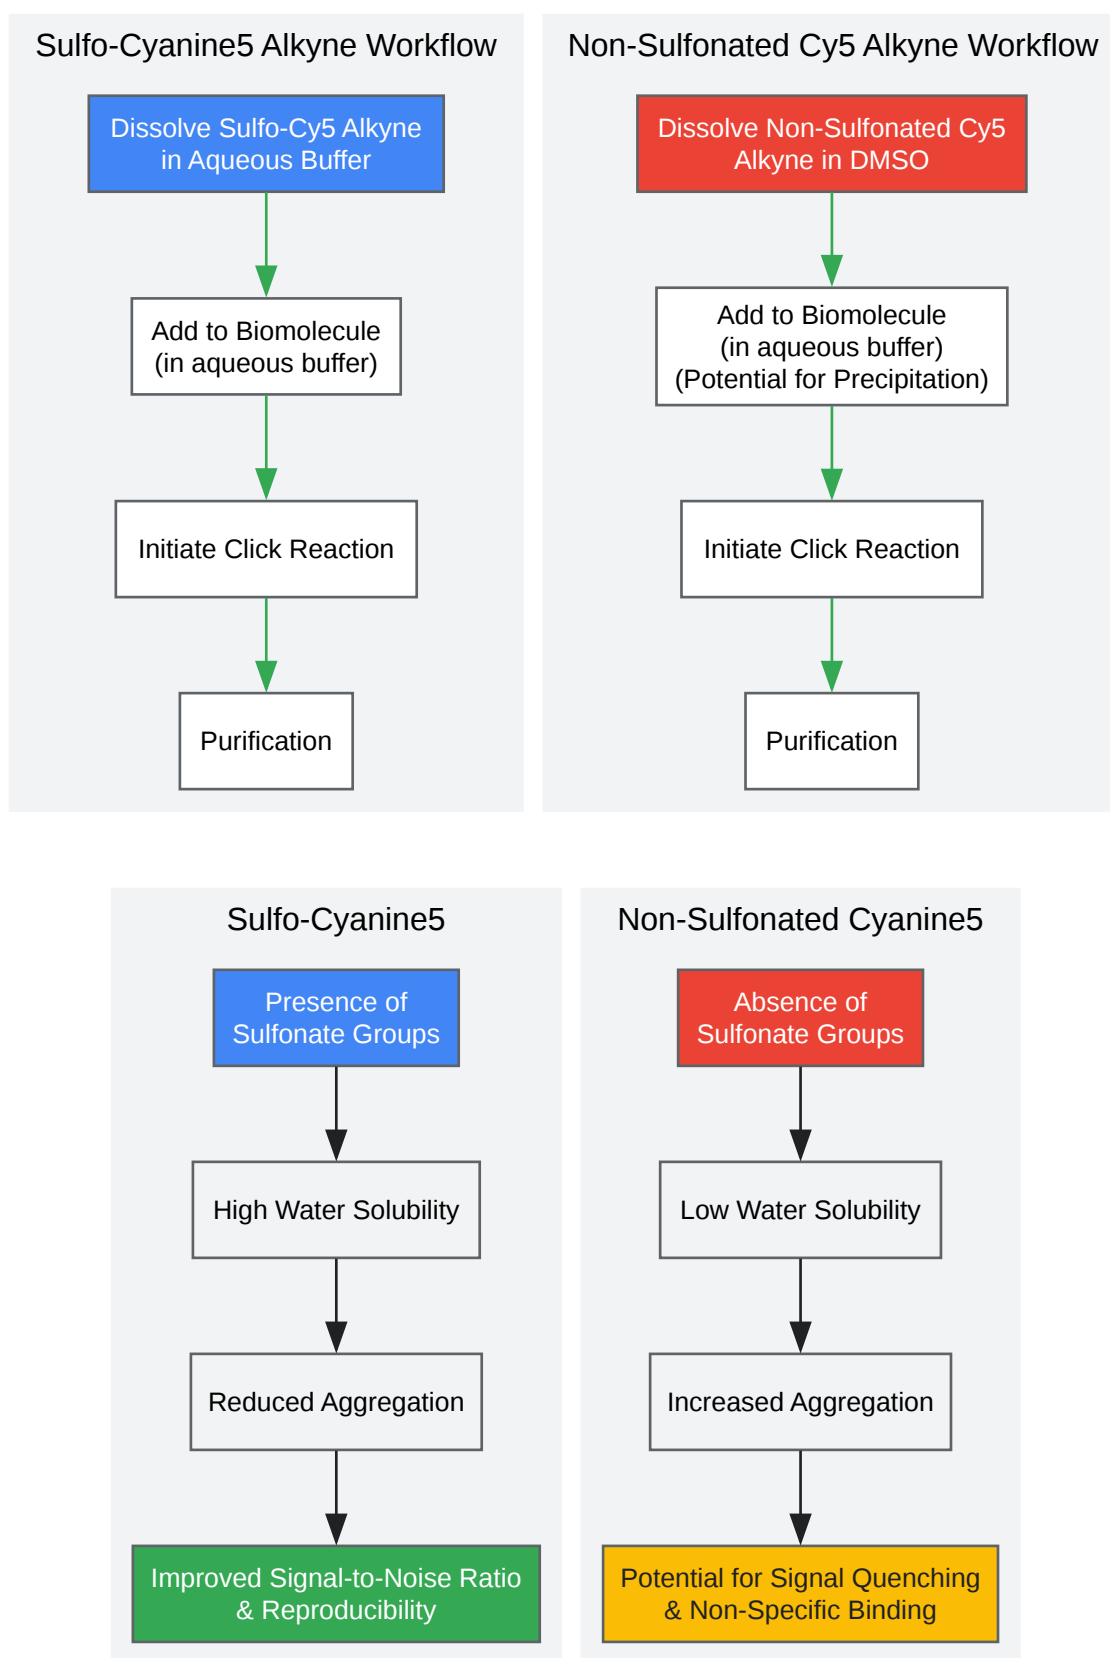 Sulfo-Cyanine5 Alkyne Workflow
Dissolve Sulfo-Cy5 Alkyne
in Aqueous Buffer
Add to Biomolecule
(in aqueous buffer)
Initiate Click Reaction
Purification
Non-Sulfonated Cy5 Alkyne Workflow
Dissolve Non-Sulfonated Cy5
Alkyne in DMSO
Add to Biomolecule
(in aqueous buffer)
(Potential for Precipitation)
Initiate Click Reaction
Purification
Sulfo-Cyanine5
Presence of
Sulfonate Groups
High Water Solubility
Reduced Aggregation
Improved Signal-to-Noise Ratio
& Reproducibility
Non-Sulfonated Cyanine5
Absence of
Sulfonate Groups
Low Water Solubility
Increased Aggregation
Potential for Signal Quenching
& Non-Specific Binding